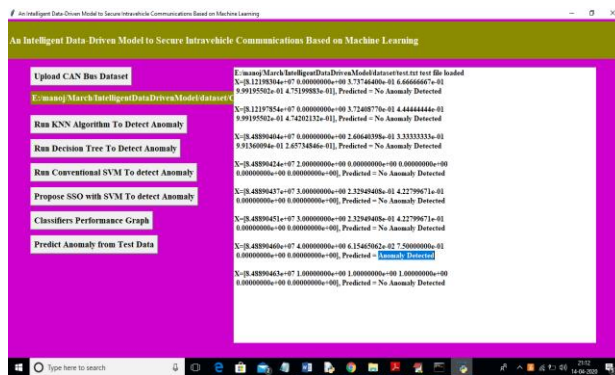 An Intelligent Data-Driven Model to Secure Intravehicle Communications Based on Machine Learning
An Intelligent Data-Driven Model to Secure Intravehicle Communications Based on Machine Learning
Upload CAN Bus Dataset
E:/manoj/March/IntelligentDataDrivenModel/dataset/C
Run KNN Algorithm To Detect Anomaly
Run Decision Tree To Detect Anomaly
Run Conventional SVM To detect Anomaly
Propose SSO with SVM To detect Anomaly
Classifiers Performance Graph
Predict Anomaly from Test Data
E:/manoj/March/IntelligentDataDrivenModel/dataset/test.txt test file loaded
X=[8.12198304e+07 0.00000000e+00 3.73746400e-01 6.66666667e-01
9.99195502e-01 4.75199883e-01], Predicted = No Anomaly Detected
X=[8.12197854e+07 0.00000000e+00 3.72408770e-01 4.44444444e-01
9.99195502e-01 4.74202132e-01], Predicted = No Anomaly Detected
X=[8.48890404e+07 0.00000000e+00 2.60640398e-01 3.33333333e-01
9.91360094e-01 2.65734846e-01], Predicted = No Anomaly Detected
X=[8.48890424e+07 2.00000000e+00 0.00000000e+00 0.00000000e+00
0.00000000e+00 0.00000000e+00], Predicted = No Anomaly Detected
X=[8.48890437e+07 3.00000000e+00 2.32949408e-01 4.22799671e-01
0.00000000e+00 0.00000000e+00], Predicted = No Anomaly Detected
X=[8.48890451e+07 3.00000000e+00 2.32949408e-01 4.22799671e-01
0.00000000e+00 0.00000000e+00], Predicted = No Anomaly Detected
X=[8.48890460e+07 4.00000000e+00 6.15465062e-02 7.50000000e-01
0.00000000e+00 0.00000000e+00], Predicted = Anomaly Detected
X=[8.48890463e+07 1.00000000e+00 1.00000000e+00 1.00000000e+00
0.00000000e+00 0.00000000e+00], Predicted = No Anomaly Detected
Type here to search
21:12
14-04-2020